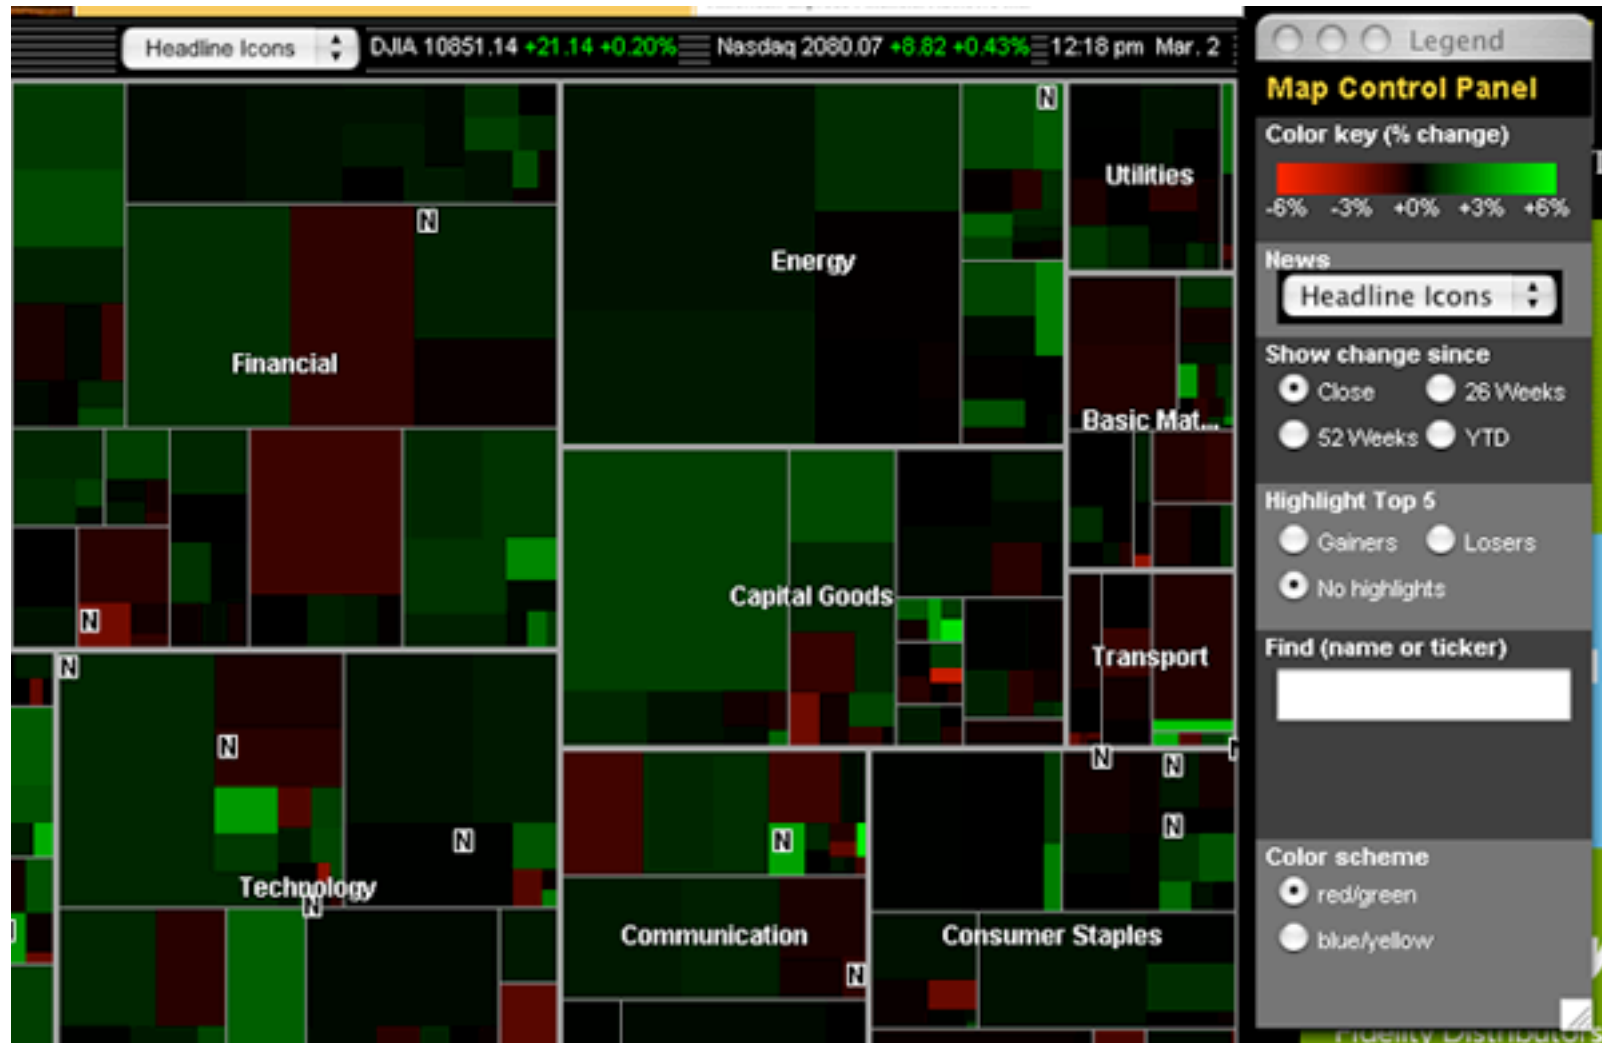 Headline Icons DJIA 10851.14 +21.14 +0.20% Nasdaq 2080.07 +8.82 +0.43% 12:18 pm Mar. 2
N
N
Financial
N
N
N
N
Technology
N
N
Energy
Utilities
Basic Mat...
Capital Goods
Transport
N
N
N
N
Communication
N
Consumer Staples
Legend
Map Control Panel
Color key (% change)
-6% -3% +0% +3% +6%
News
Headline Icons
Show change since
Close 26 Weeks
52 Weeks YTD
Highlight Top 5
Gainers Losers
No highlights
Find (name or ticker)
Color scheme
red/green
blue/yellow
Fidelity Distributors